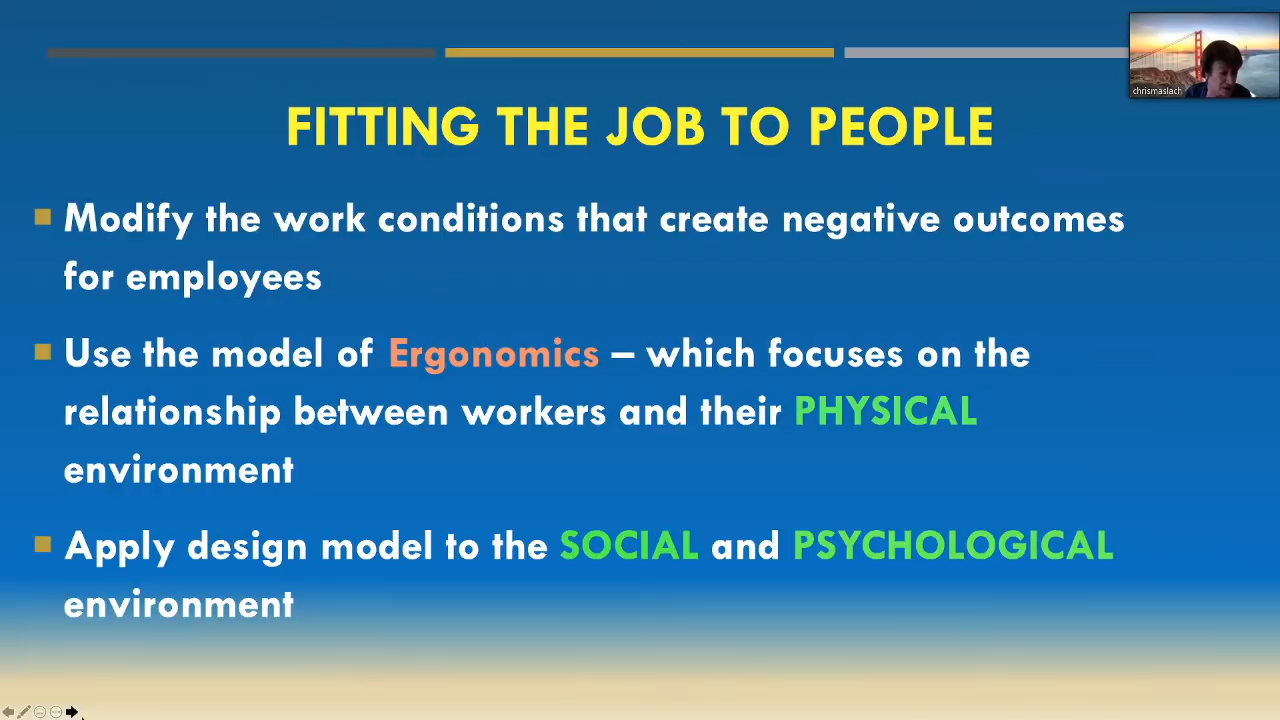 chrismaslach
FITTING THE JOB TO PEOPLE
Modify the work conditions that create negative outcomes
for employees
Use the model of Ergonomics – which focuses on the
relationship between workers and their PHYSICAL
environment
Apply design model to the SOCIAL and PSYCHOLOGICAL
environment